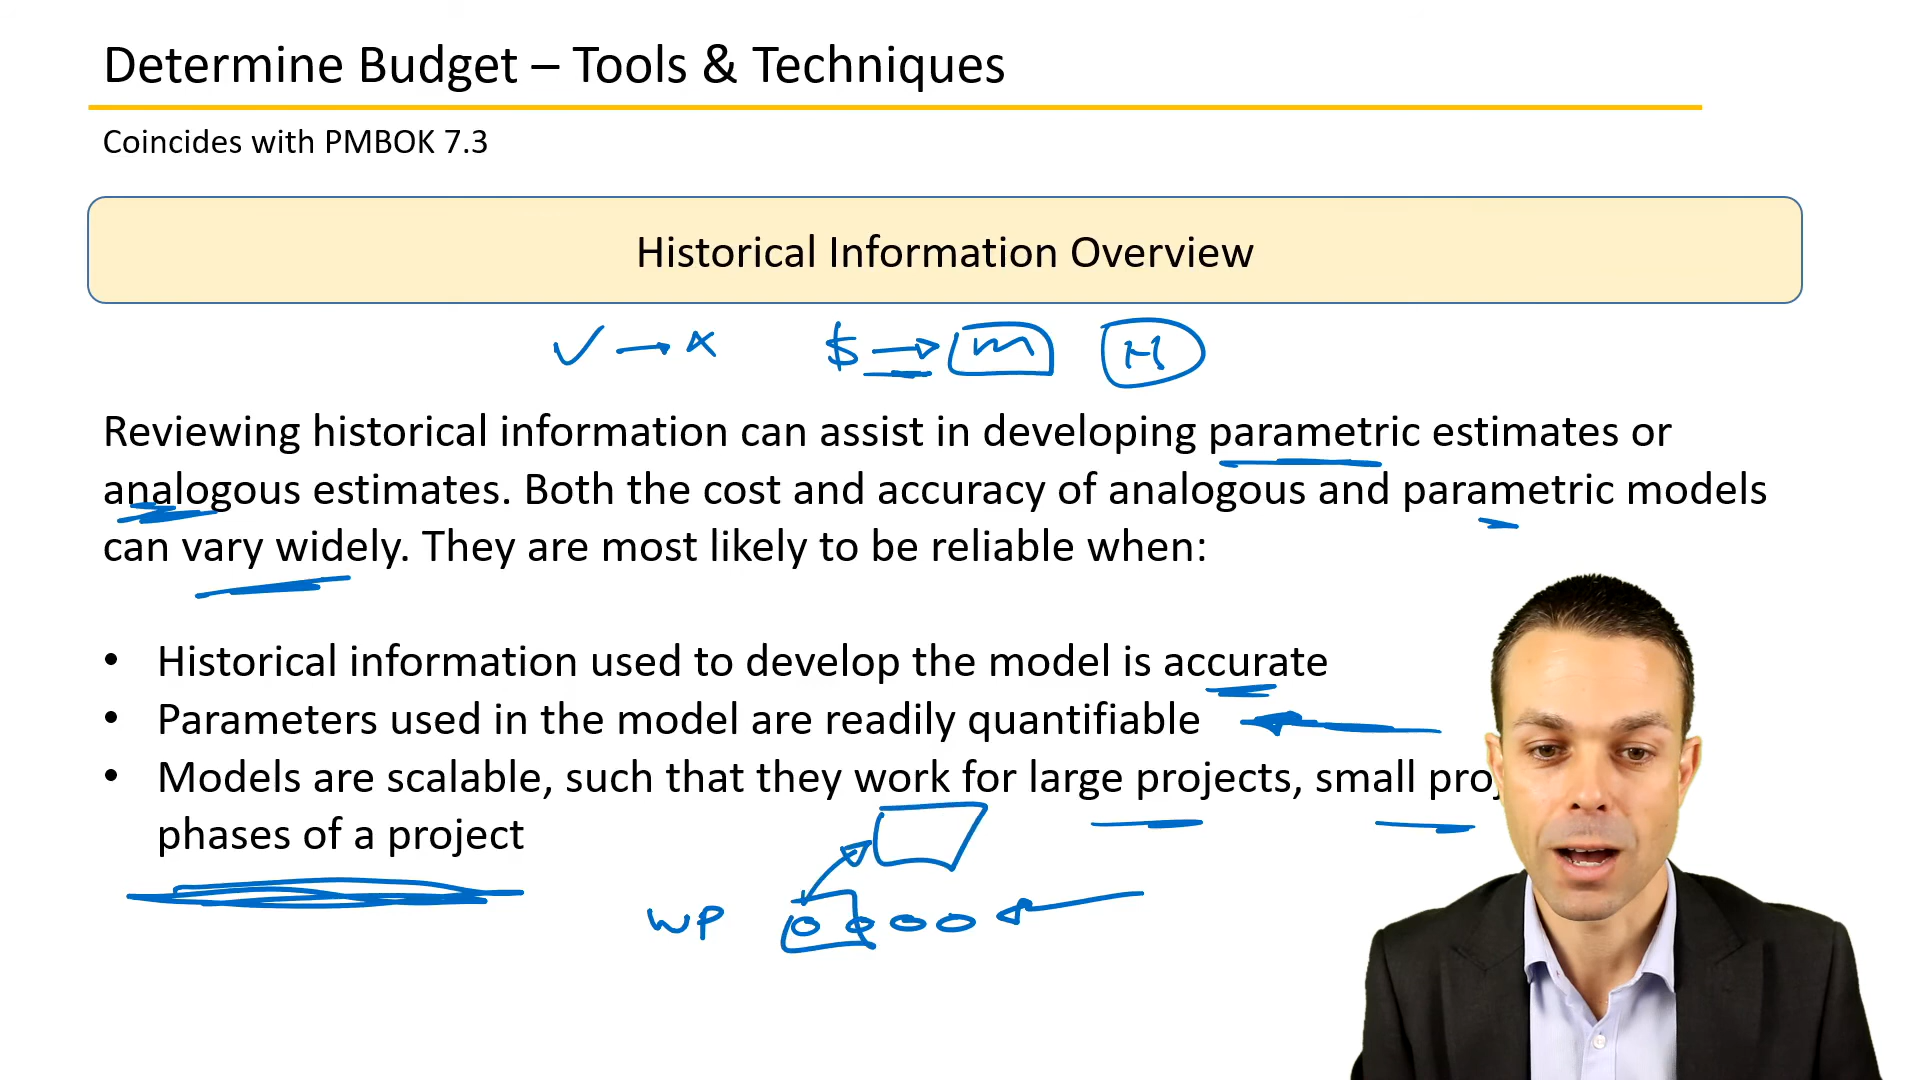 Determine Budget – Tools & Techniques
Coincides with PMBOK 7.3
Historical Information Overview
$ m H
Reviewing historical information can assist in developing parametric estimates or
analogous estimates. Both the cost and accuracy of analogous and parametric models
can vary widely. They are most likely to be reliable when:
• Historical information used to develop the model is accurate
• Parameters used in the model are readily quantifiable
• Models are scalable, such that they work for large projects, small
phases of a project
WP